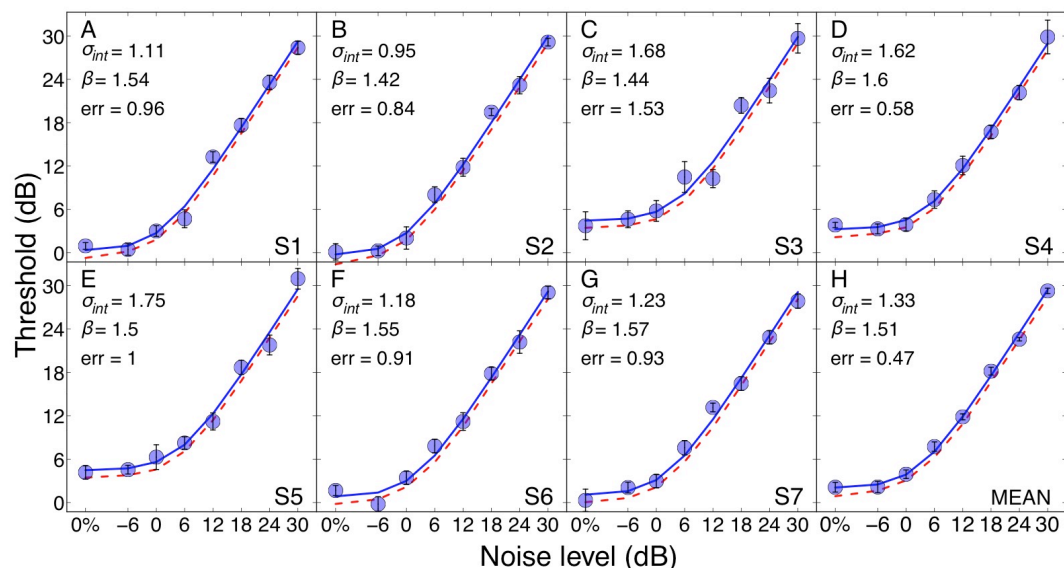 Threshold (dB)
30
24
18
12
6
0
A
σint = 1.11
β = 1.54
err = 0.96
S1
B
σint = 0.95
β = 1.42
err = 0.84
S2
C
σint = 1.68
β = 1.44
err = 1.53
S3
D
σint = 1.62
β = 1.6
err = 0.58
S4
30
24
18
12
6
0
E
σint = 1.75
β = 1.5
err = 1
S5
F
σint = 1.18
β = 1.55
err = 0.91
S6
G
σint = 1.23
β = 1.57
err = 0.93
S7
H
σint = 1.33
β = 1.51
err = 0.47
MEAN
0% −6 0 6 12 18 24 30
0% −6 0 6 12 18 24 30
0% −6 0 6 12 18 24 30
0% −6 0 6 12 18 24 30
Noise level (dB)